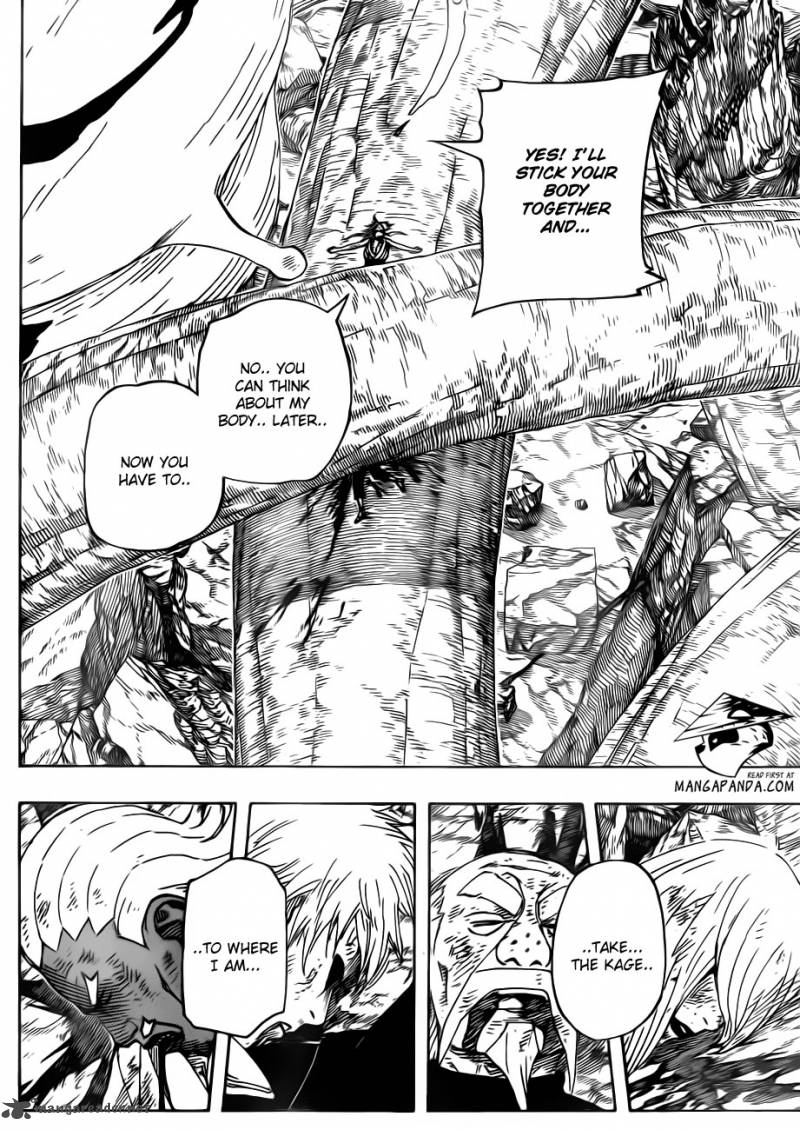 YES! I'LL
STICK YOUR
BODY
TOGETHER
AND...
NO.. YOU
CAN THINK
ABOUT MY
BODY.. LATER..
NOW YOU
HAVE TO..
READ FIRST AT
MANGAPANDA.COM
..TAKE...
THE KAGE..
..TO WHERE
I AM...